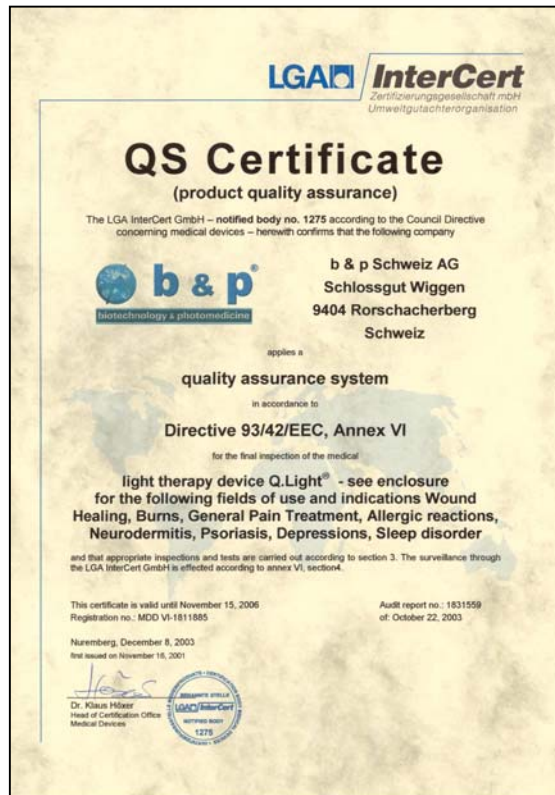 LGA InterCert
Zertifizierungsgesellschaft mbH
Umweltgutachterorganisation
QS Certificate
(product quality assurance)
The LGA InterCert GmbH – notified body no. 1275 according to the Council Directive
concerning medical devices – herewith confirms that the following company
b & p®
biotechnology & photomedicine
b & p Schweiz AG
Schlossgut Wiggen
9404 Rorschacherberg
Schweiz
applies a
quality assurance system
in accordance to
Directive 93/42/EEC, Annex VI
for the final inspection of the medical
light therapy device Q.Light® - see enclosure
for the following fields of use and indications Wound
Healing, Burns, General Pain Treatment, Allergic reactions,
Neurodermitis, Psoriasis, Depressions, Sleep disorder
and that appropriate inspections and tests are carried out according to section 3. The surveillance through
the LGA InterCert GmbH is effected according to annex VI, section4.
This certificate is valid until November 15, 2006
Registration no.: MDD VI-1811885
Audit report no.: 1831559
of: October 22, 2003
Nuremberg, December 8, 2003
first issued on November 16, 2001
Dr. Klaus Höxer
Head of Certification Office
Medical Devices
BENANNTE STELLE
LGA InterCert
NOTIFIED BODY
1275